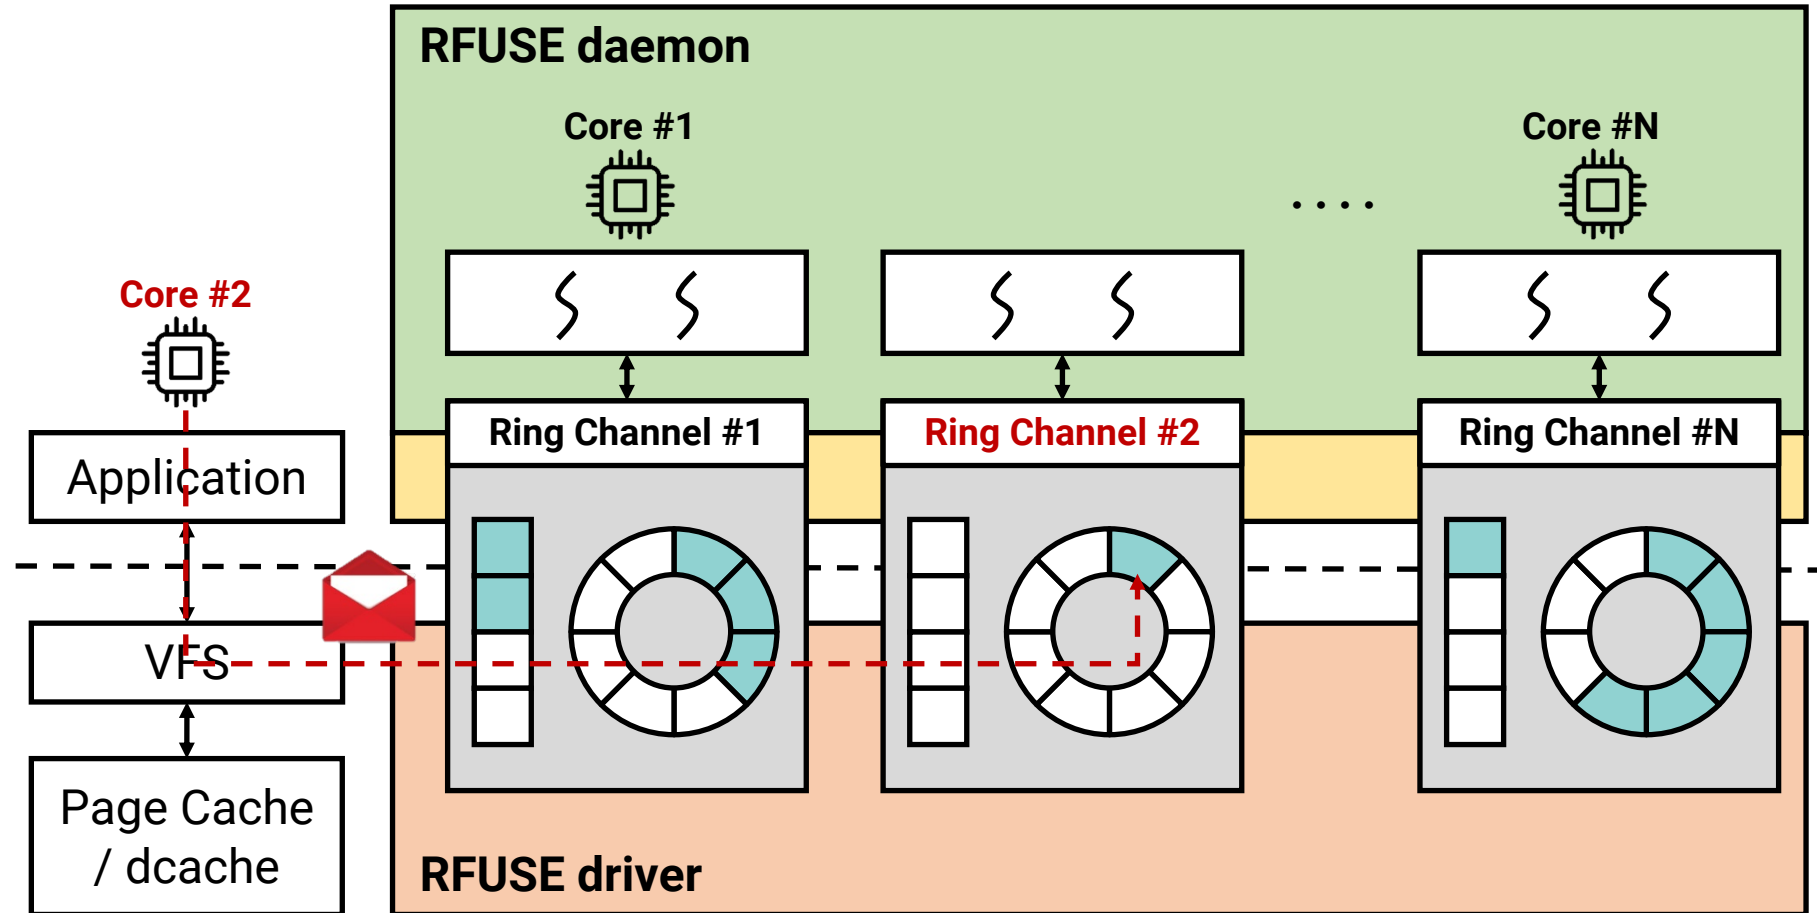 RFUSE daemon
Core #1
Core #N
....
Core #2
Ring Channel #1
Ring Channel #2
Ring Channel #N
Application
VFS
Page Cache
/ dcache
RFUSE driver